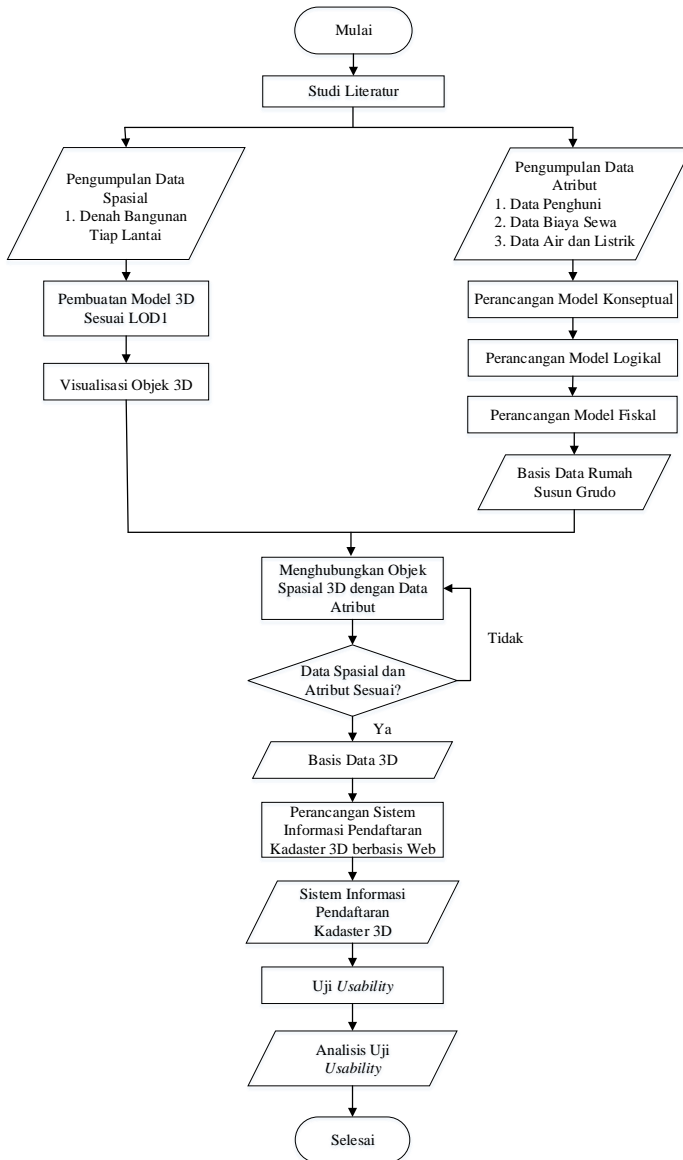 Mulai
Studi Literatur
Pengumpulan Data
Spasial
1. Denah Bangunan
Tiap Lantai
Pembuatan Model 3D
Sesuai LOD1
Visualisasi Objek 3D
Pengumpulan Data
Atribut
1. Data Penghuni
2. Data Biaya Sewa
3. Data Air dan Listrik
Perancangan Model Konseptual
Perancangan Model Logikal
Perancangan Model Fiskal
Basis Data Rumah
Susun Grudo
Menghubungkan Objek
Spasial 3D dengan Data
Atribut
Tidak
Data Spasial dan
Atribut Sesuai?
Ya
Basis Data 3D
Perancangan Sistem
Informasi Pendaftaran
Kadaster 3D berbasis Web
Sistem Informasi
Pendaftaran
Kadaster 3D
Uji Usability
Analisis Uji
Usability
Selesai